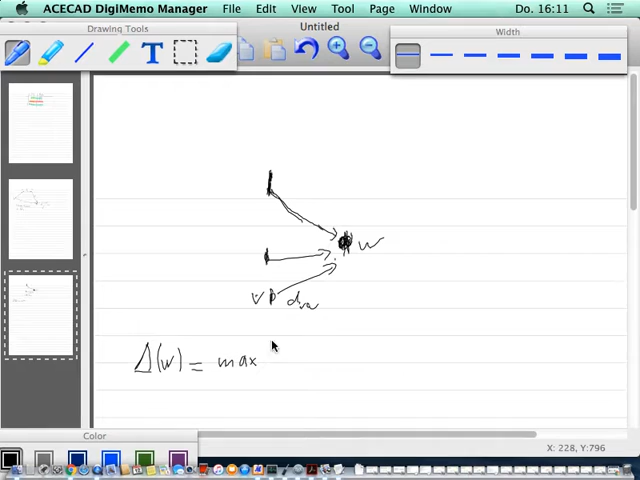 ACECAD DigiMemo Manager File Edit View Tool Page Window Do. 16:11
Drawing Tools
Untitled
Width
T
w
v
Δ(w) = max
Color
X: 228, Y:796